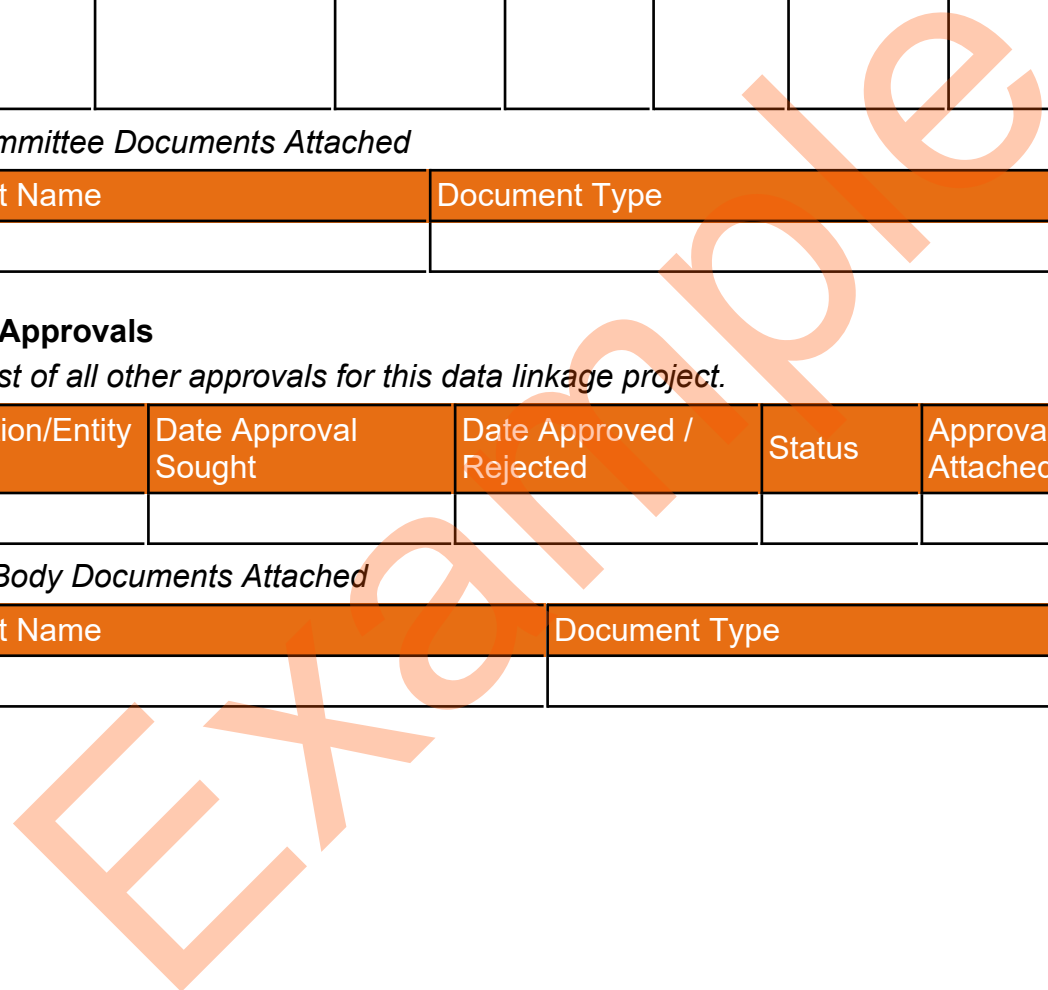 mmittee Documents Attached
t Name Document Type
Approvals
st of all other approvals for this data linkage project.
ion/Entity Date Approval Sought Date Approved / Rejected Status Approva Attached
Body Documents Attached
t Name Document Type
Example